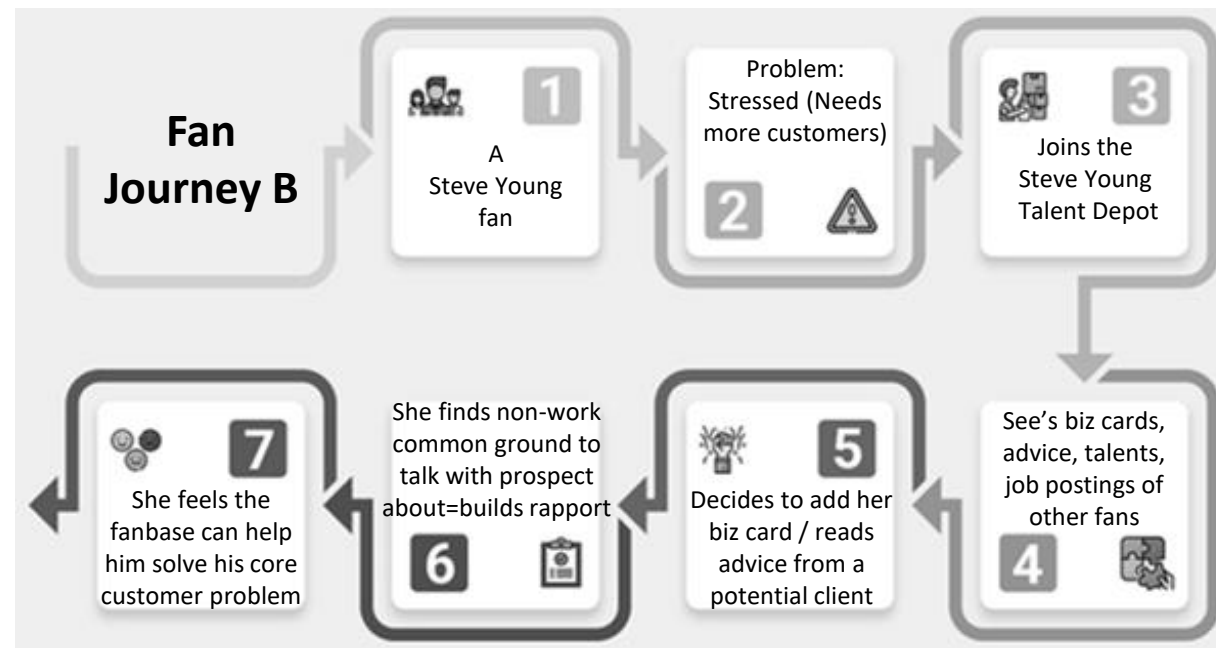 Fan
Journey B
1
A
Steve Young
fan
Problem:
Stressed (Needs
more customers)
2
3
Joins the
Steve Young
Talent Depot
See's biz cards,
advice, talents,
job postings of
other fans
4
5
Decides to add her
biz card / reads
advice from a
potential client
She finds non-work
common ground to
talk with prospect
about=builds rapport
6
7
She feels the
fanbase can help
him solve his core
customer problem